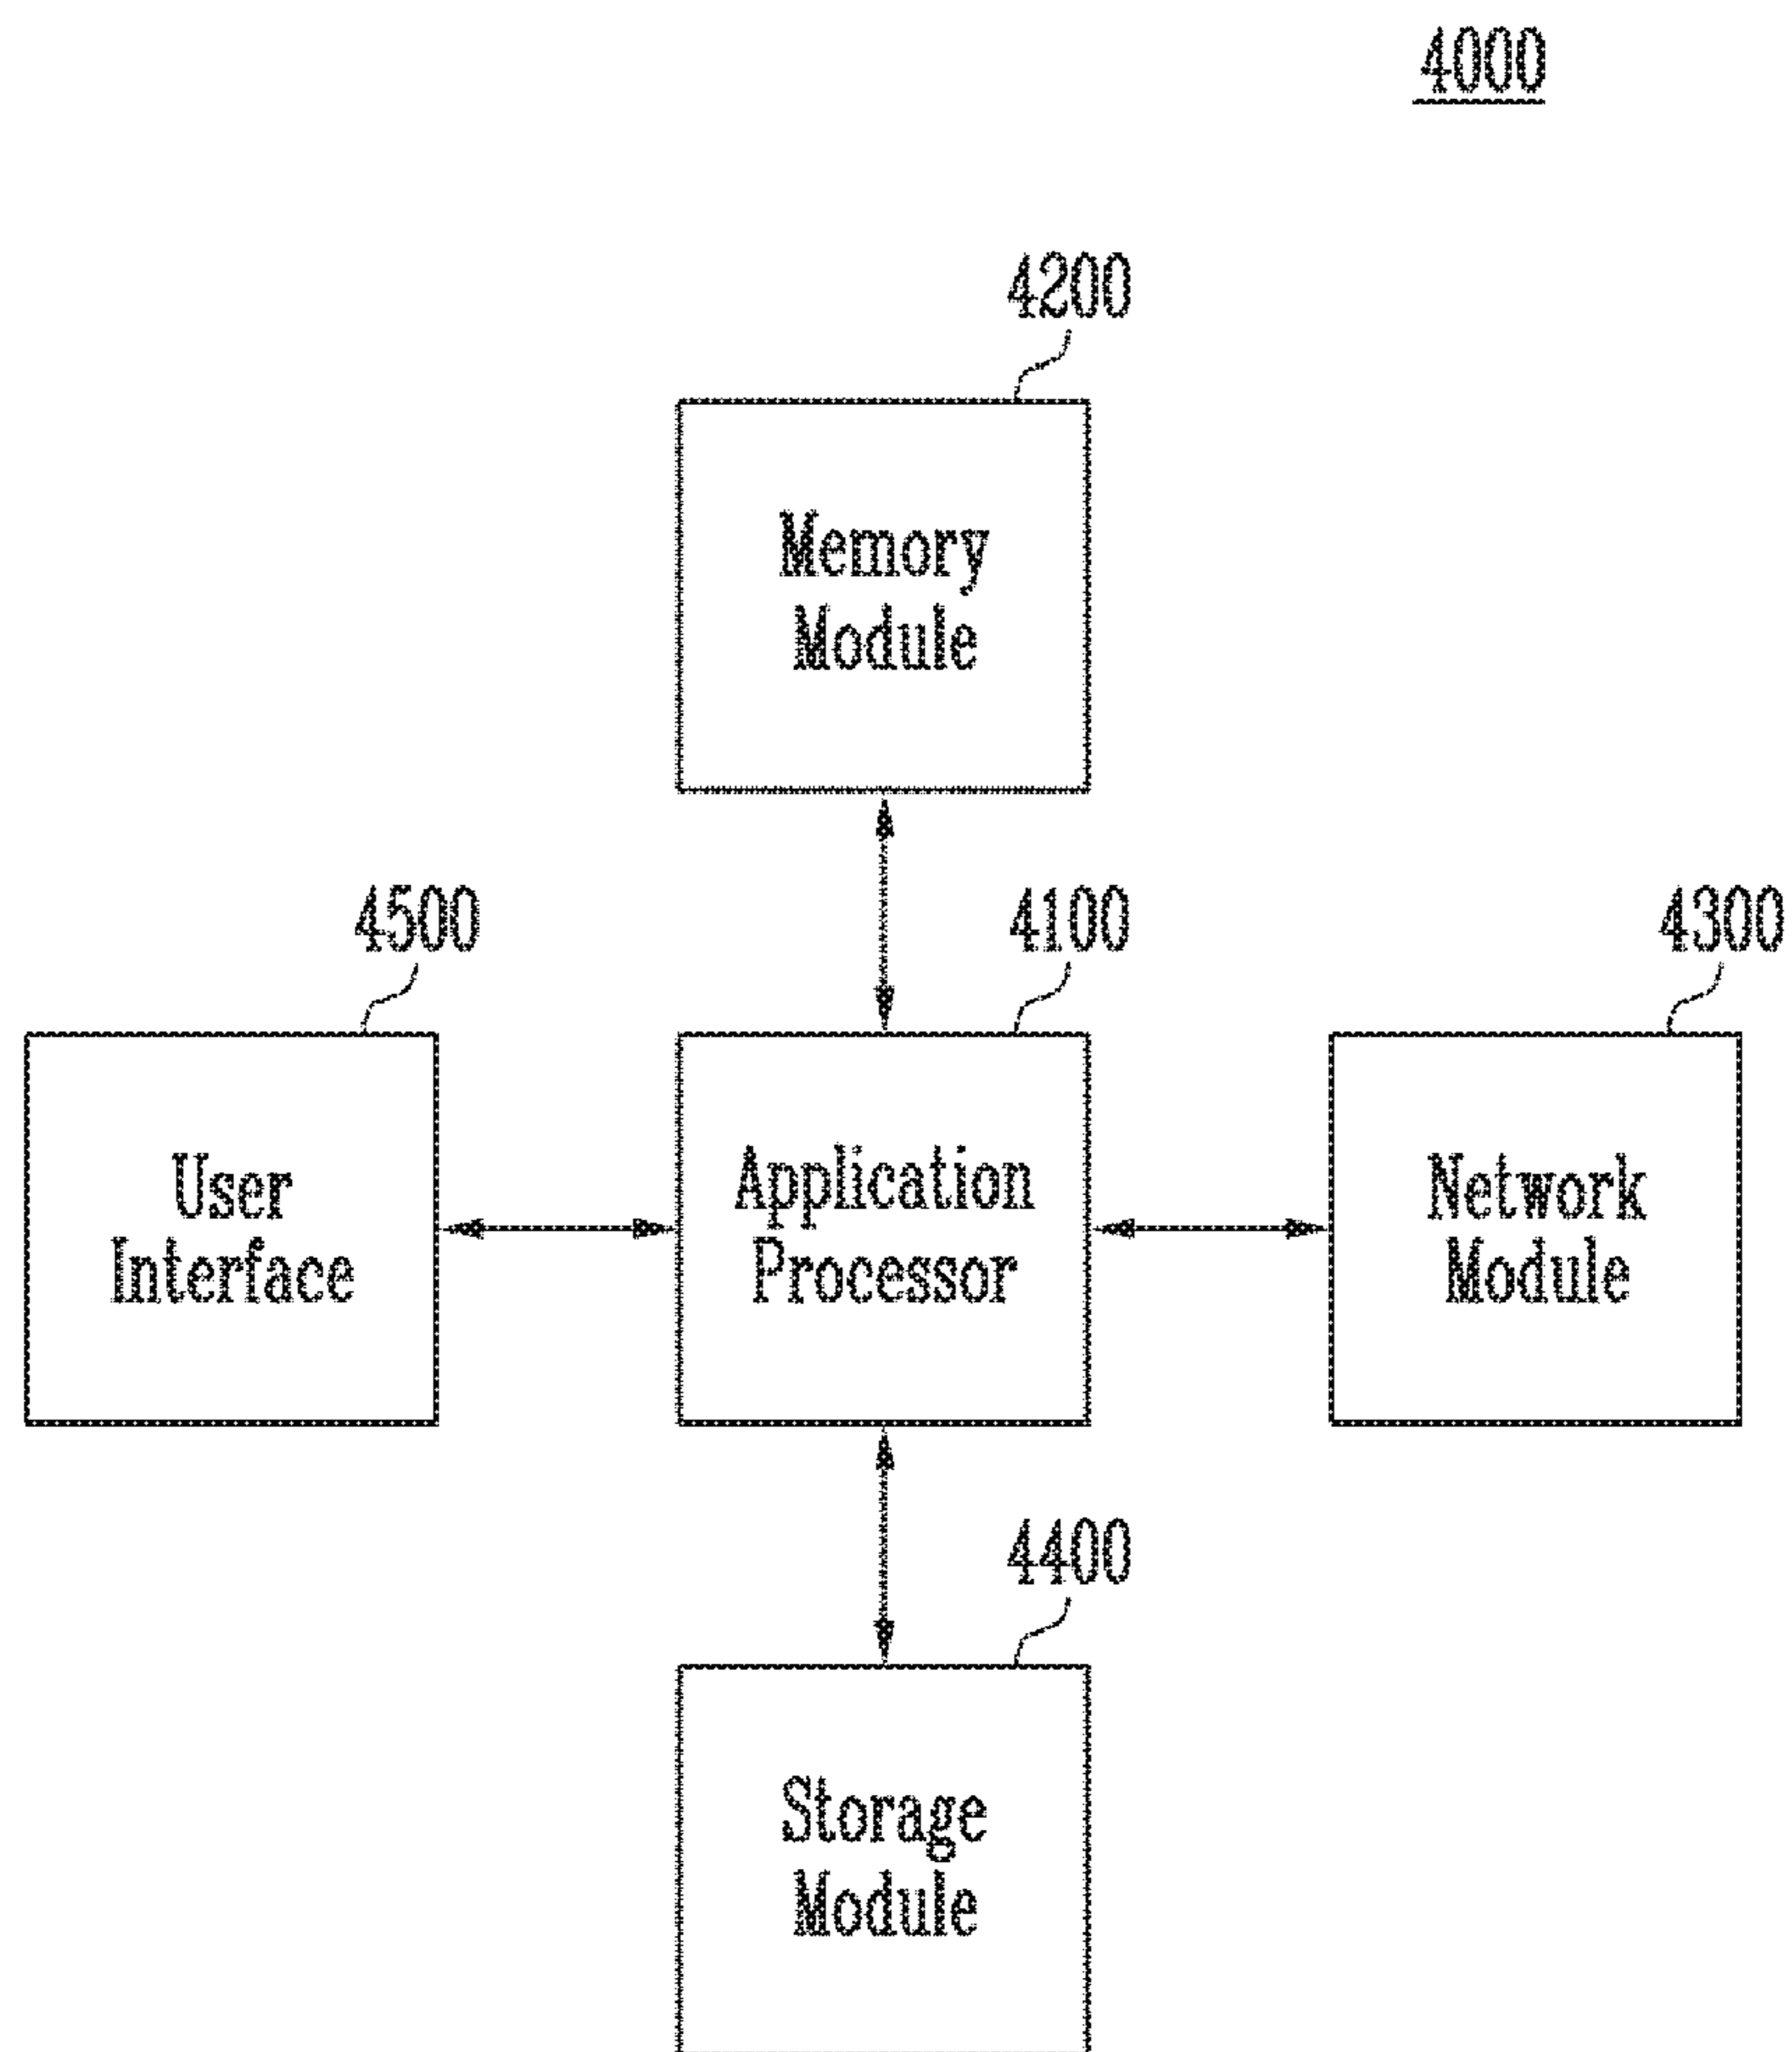 4000
4200
Memory
Module
4500
4100
4300
User
Interface
Application
Processor
Network
Module
4400
Storage
Module